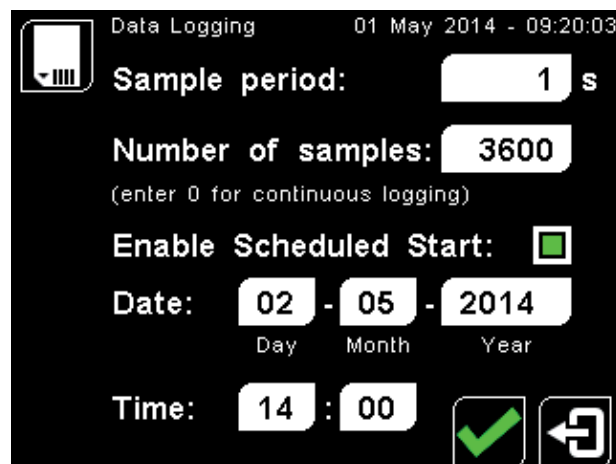 Data Logging 01 May 2014 - 09:20:03
Sample period: 1 s
Number of samples: 3600
(enter 0 for continuous logging)
Enable Scheduled Start:
Date: 02 - 05 - 2014
Day Month Year
Time: 14 : 00